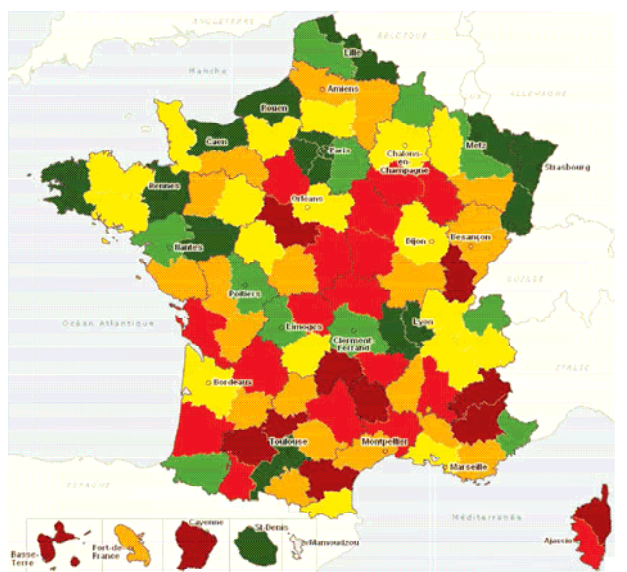 ANGLETERRE
BELGIQUE
Lille
Manche
ALLEMAGNE
Amiens
LUX
Rouen
Caen
Paris
Chalons-
en-
Champagne
Metz
Strasbourg
Rennes
Orléans
Nantes
Dijon
Besançon
SUISSE
Poitiers
Océan Atlantique
Limoges
Clermont
Ferrand
Lyon
ITALIE
Bordeaux
Toulouse
Montpellier
Marseille
ESPAGNE
Méditerranée
Ajaccio
Basse-
Terre
Fort-de-
France
Cayenne
St-Denis
Mamoudzou